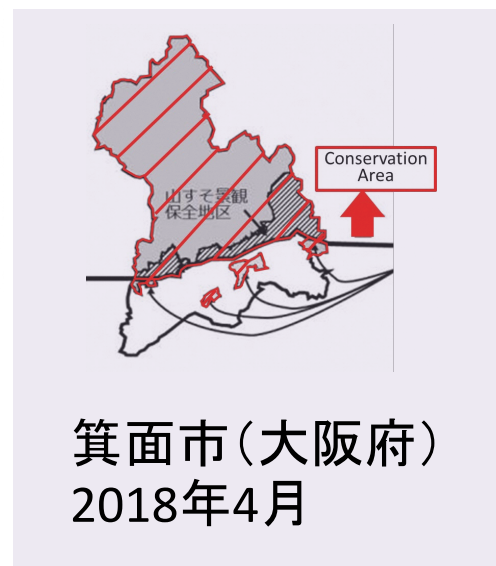 Conservation
Area
山すそ景観
保全地区
箕面市（大阪府）
2018年4月